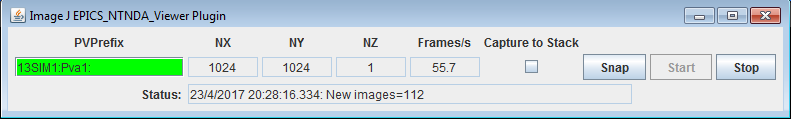 Image J EPICS_NTNDA_Viewer Plugin
PVPrefix NX NY NZ Frames/s Capture to Stack
13SIM1:Pva1: 1024 1024 1 55.7 Snap Start Stop
Status: 23/4/2017 20:28:16.334: New images=112